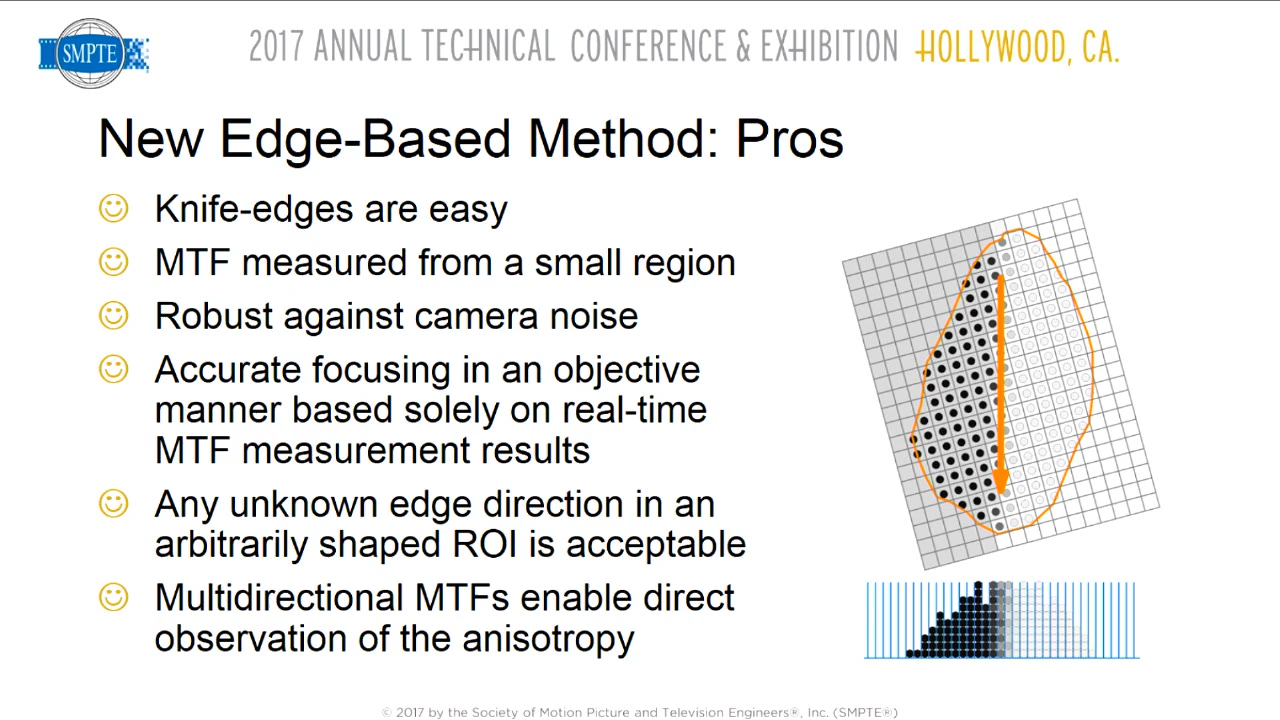 SMPTE
2017 ANNUAL TECHNICAL CONFERENCE & EXHIBITION HOLLYWOOD, CA.
New Edge-Based Method: Pros
Knife-edges are easy
MTF measured from a small region
Robust against camera noise
Accurate focusing in an objective
manner based solely on real-time
MTF measurement results
Any unknown edge direction in an
arbitrarily shaped ROI is acceptable
Multidirectional MTFs enable direct
observation of the anisotropy
© 2017 by the Society of Motion Picture and Television Engineers®, Inc. (SMPTE®)